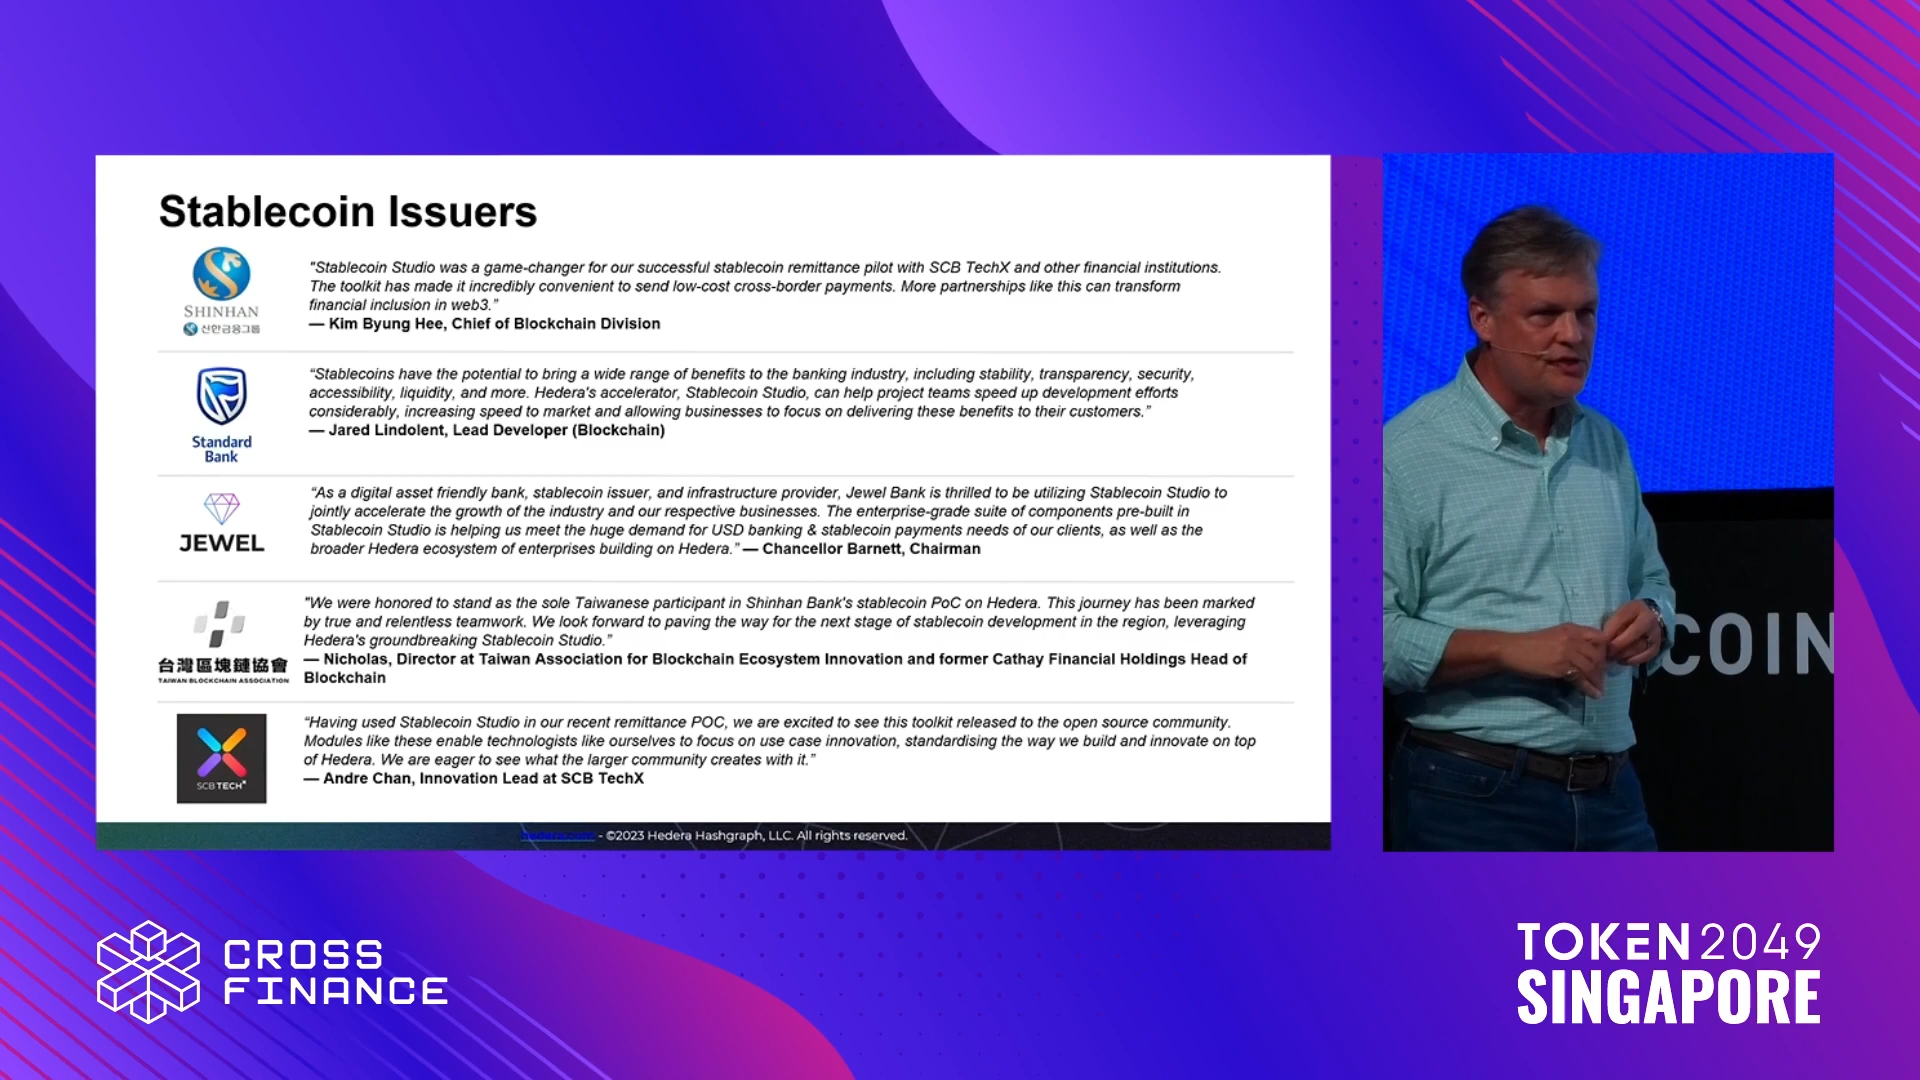 Stablecoin Issuers
SHINHAN
신한금융그룹
"Stablecoin Studio was a game-changer for our successful stablecoin remittance pilot with SCB TechX and other financial institutions.
The toolkit has made it incredibly convenient to send low-cost cross-border payments. More partnerships like this can transform
financial inclusion in web3.”
— Kim Byung Hee, Chief of Blockchain Division
Standard
Bank
“Stablecoins have the potential to bring a wide range of benefits to the banking industry, including stability, transparency, security,
accessibility, liquidity, and more. Hedera's accelerator, Stablecoin Studio, can help project teams speed up development efforts
considerably, increasing speed to market and allowing businesses to focus on delivering these benefits to their customers.”
— Jared Lindolent, Lead Developer (Blockchain)
JEWEL
“As a digital asset friendly bank, stablecoin issuer, and infrastructure provider, Jewel Bank is thrilled to be utilizing Stablecoin Studio to
jointly accelerate the growth of the industry and our respective businesses. The enterprise-grade suite of components pre-built in
Stablecoin Studio is helping us meet the huge demand for USD banking & stablecoin payments needs of our clients, as well as the
broader Hedera ecosystem of enterprises building on Hedera.” — Chancellor Barnett, Chairman
台灣區塊鏈協會
TAIWAN BLOCKCHAIN ASSOCIATION
"We were honored to stand as the sole Taiwanese participant in Shinhan Bank's stablecoin PoC on Hedera. This journey has been marked
by true and relentless teamwork. We look forward to paving the way for the next stage of stablecoin development in the region, leveraging
Hedera's groundbreaking Stablecoin Studio.”
— Nicholas, Director at Taiwan Association for Blockchain Ecosystem Innovation and former Cathay Financial Holdings Head of
Blockchain
SCB TECH X
“Having used Stablecoin Studio in our recent remittance POC, we are excited to see this toolkit released to the open source community.
Modules like these enable technologists like ourselves to focus on use case innovation, standardising the way we build and innovate on top
of Hedera. We are eager to see what the larger community creates with it.”
— Andre Chan, Innovation Lead at SCB TechX
hedera.com - ©2023 Hedera Hashgraph, LLC. All rights reserved.
COIN
CROSS
FINANCE
TOKEN2049
SINGAPORE